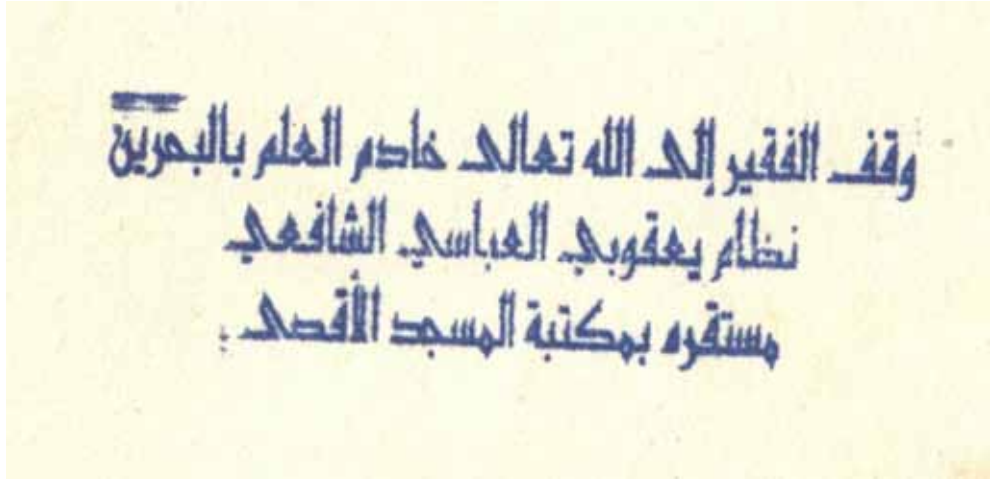 وقف الفقير إلى الله تعالى خادم العلم بالبحرين
نظام يعقوبي العباسي الشافعي
مستقره بمكتبة المسجد الأقصى